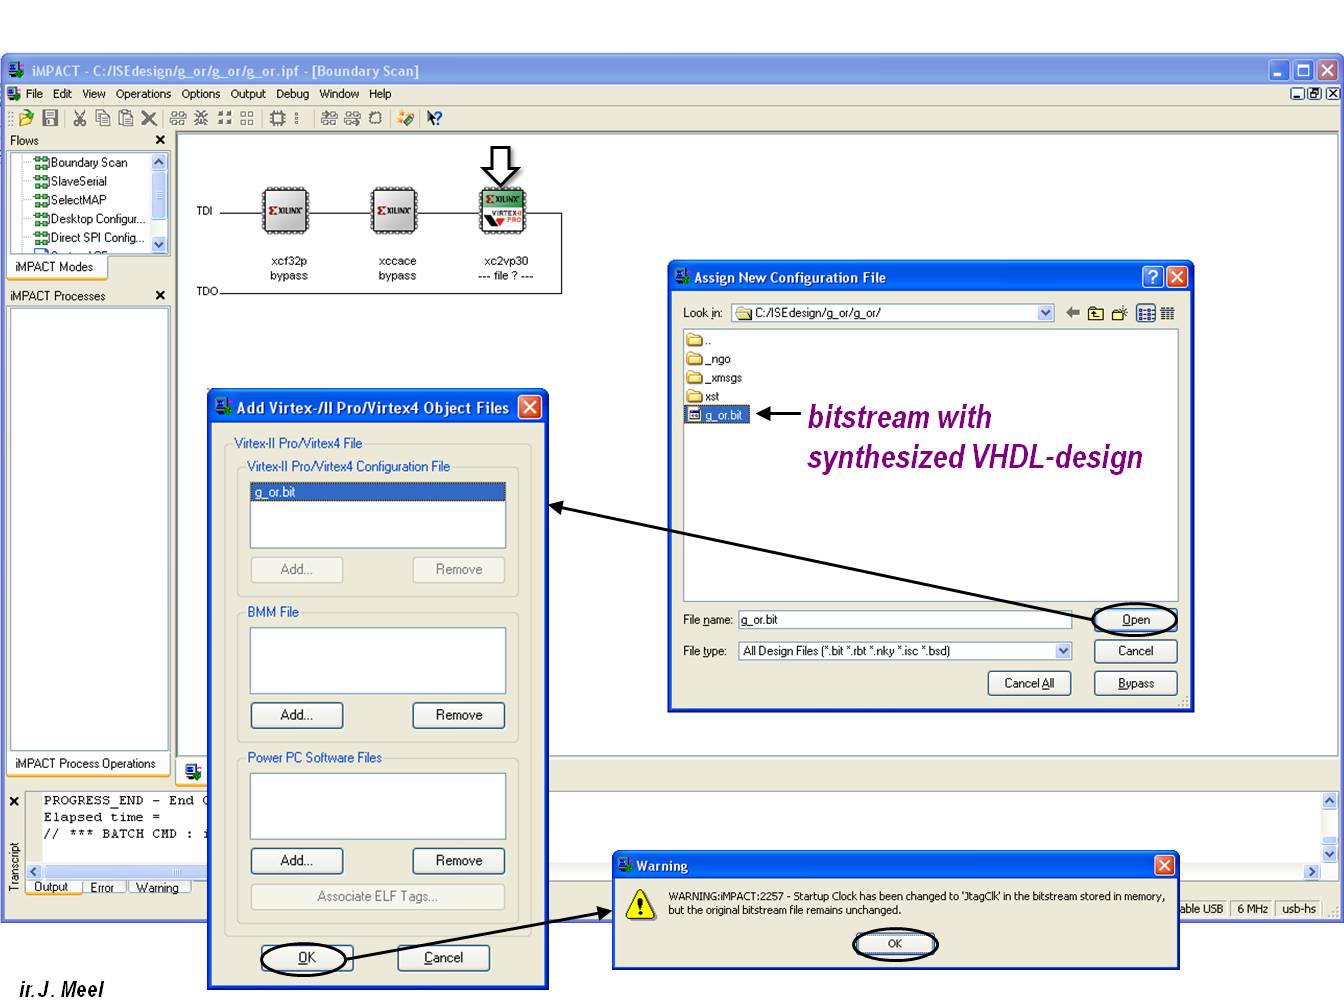 iMPACT - C:/ISEdesign/g_or/g_or/g_or.ipf - [Boundary Scan]
File Edit View Operations Options Output Debug Window Help
Flows
Boundary Scan
SlaveSerial
SelectMAP
Desktop Configur...
Direct SPI Config...
iMPACT Modes
iMPACT Processes
iMPACT Process Operations
TDI
XILINX
XILINX
XILINX
VIRTEX-II
PRO
xcf32p
bypass
xccace
bypass
xc2vp30
--- file ? ---
TDO
Assign New Configuration File
Look in: C:/ISEdesign/g_or/g_or/
..
_ngo
_xmsgs
xst
g_or.bit
bitstream with
synthesized VHDL-design
File name: g_or.bit
Open
File type: All Design Files (*.bit *.rbt *.nky *.isc *.bsd)
Cancel
Cancel All
Bypass
Add Virtex-/II Pro/Virtex4 Object Files
Virtex-II Pro/Virtex4 File
Virtex-II Pro/Virtex4 Configuration File
g_or.bit
Add... Remove
BMM File
Add... Remove
Power PC Software Files
Add... Remove
Associate ELF Tags...
OK Cancel
PROGRESS_END - End
Elapsed time =
// *** BATCH CMD :
Transcript
Output Error Warning
Warning
WARNING:iMPACT:2257 - Startup Clock has been changed to 'JtagClk' in the bitstream stored in memory,
but the original bitstream file remains unchanged.
OK
able USB 6 MHz usb-hs
ir.J. Meel